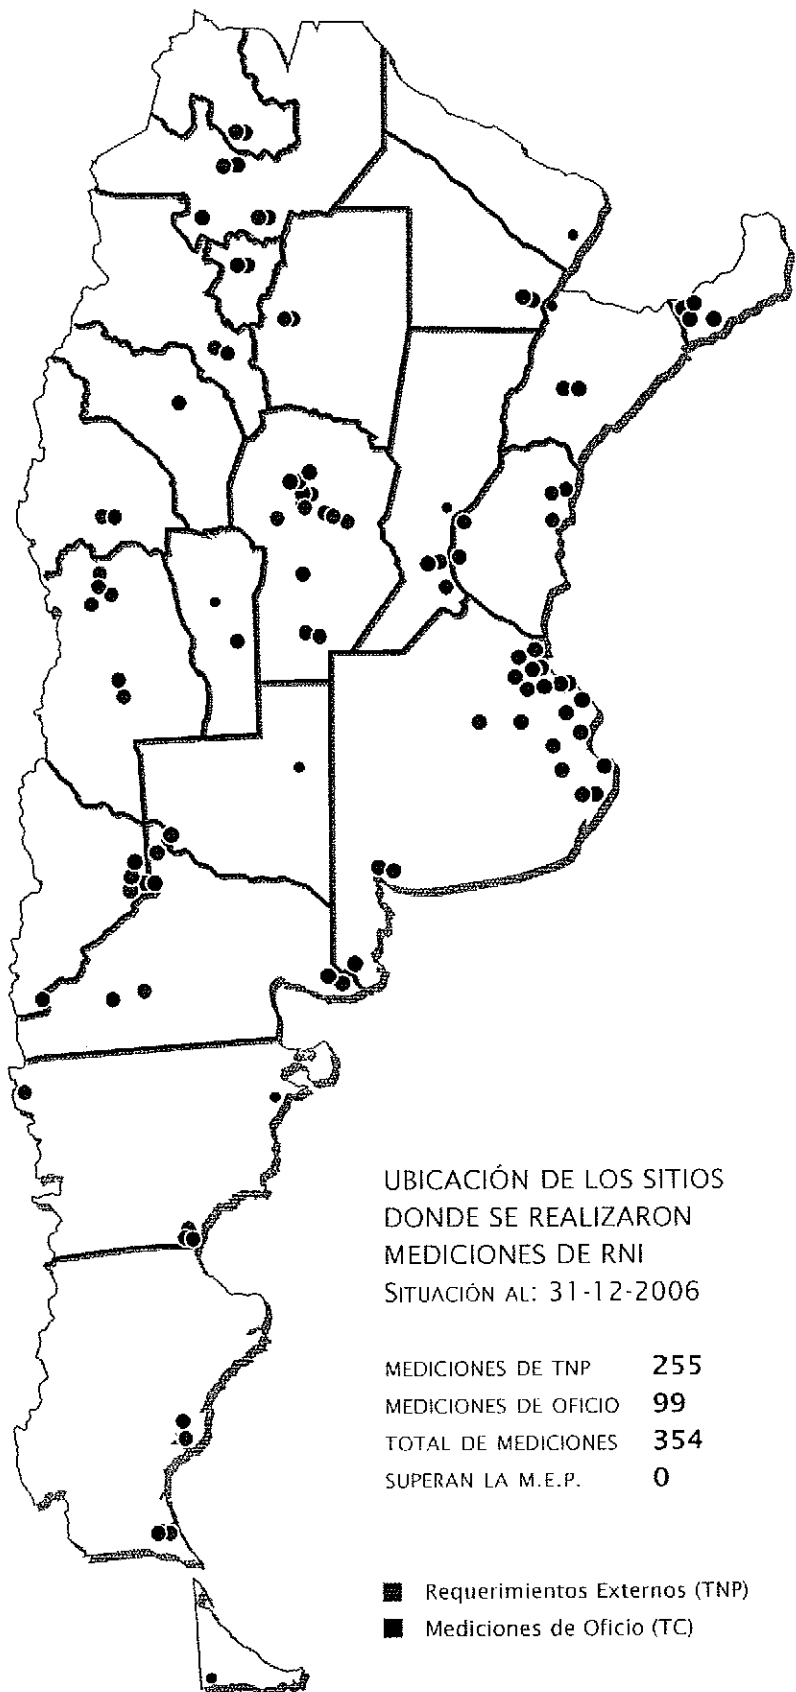 UBICACIÓN DE LOS SITIOS
DONDE SE REALIZARON
MEDICIONES DE RNI
SITUACIÓN AL: 31-12-2006
MEDICIONES DE TNP 255
MEDICIONES DE OFICIO 99
TOTAL DE MEDICIONES 354
SUPERAN LA M.E.P. 0
Requerimientos Externos (TNP)
Mediciones de Oficio (TC)